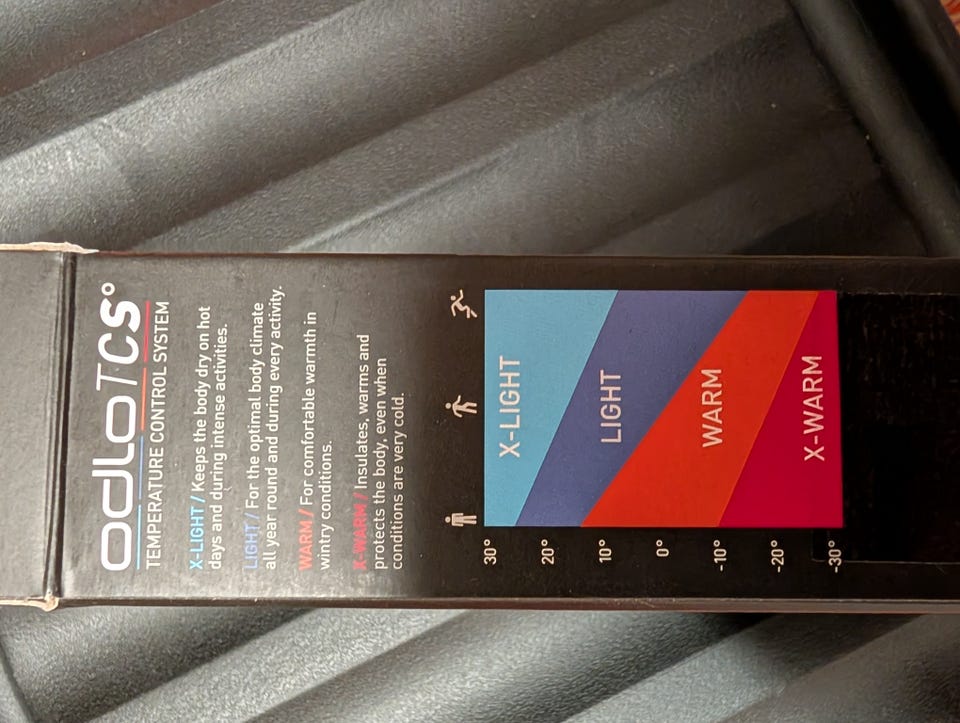 odloTCS°
TEMPERATURE CONTROL SYSTEM
X-LIGHT / Keeps the body dry on hot
days and during intense activities.
LIGHT / For the optimal body climate
all year round and during every activity.
WARM / For comfortable warmth in
wintry conditions.
X-WARM / Insulates, warms and
protects the body, even when
conditions are very cold.
30°
X-LIGHT
20°
LIGHT
10°
0°
WARM
-10°
-20°
X-WARM
-30°